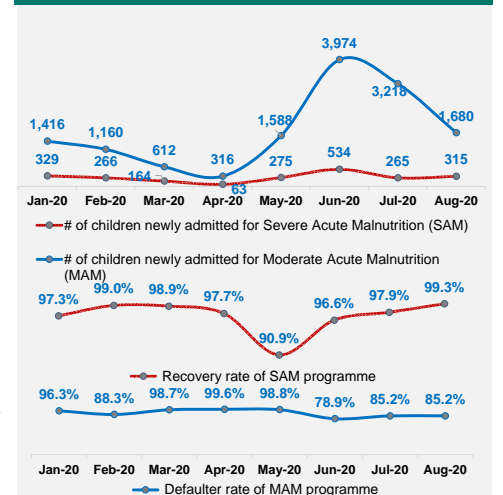 3,974
3,218
1,680
1,588
1,416
1,160
612
316
329
266
164
63
275
534
265
315
Jan-20 Feb-20 Mar-20 Apr-20 May-20 Jun-20 Jul-20 Aug-20
# of children newly admitted for Severe Acute Malnutrition (SAM)
# of children newly admitted for Moderate Acute Malnutrition
(MAM)
97.3% 99.0% 98.9% 97.7% 90.9% 96.6% 97.9% 99.3%
Recovery rate of SAM programme
96.3% 88.3% 98.7% 99.6% 98.8% 78.9% 85.2% 85.2%
Jan-20 Feb-20 Mar-20 Apr-20 May-20 Jun-20 Jul-20 Aug-20
Defaulter rate of MAM programme